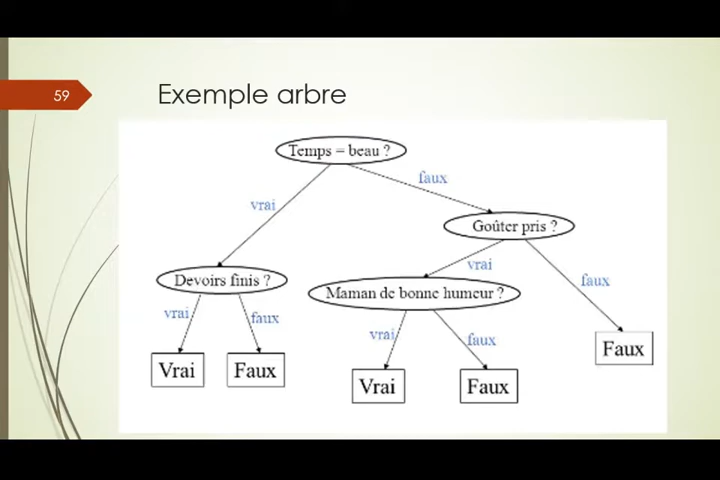 59
Exemple arbre
Temps = beau ?
vrai
faux
Goûter pris ?
Devoirs finis ?
vrai
faux
Maman de bonne humeur ?
vrai
faux
vrai
faux
Vrai
Faux
Vrai
Faux
Faux